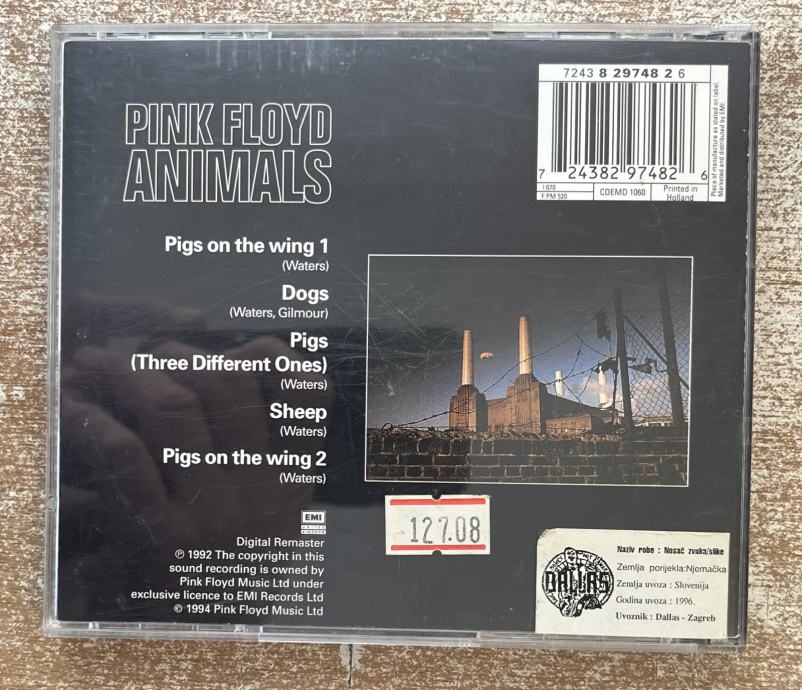 PINK FLOYD
ANIMALS
Pigs on the wing 1
(Waters)
Dogs
(Waters, Gilmour)
Pigs
(Three Different Ones)
(Waters)
Sheep
(Waters)
Pigs on the wing 2
(Waters)
EMI
Digital Remaster
℗ 1992 The copyright in this
sound recording is owned by
Pink Floyd Music Ltd under
exclusive licence to EMI Records Ltd
© 1994 Pink Floyd Music Ltd
7243 8 29748 2 6
7 24382 97482 6
1070
F PM 520
CDEMD 1060
Printed in
Holland
Place of manufacture as stated on label.
Marketed and distributed by EMI.
127.08
DALLAS
Naziv robe : Nosač zvuka/slike
Zemlja porijekla:Njemačka
Zemlja uvoza : Slovenija
Godina uvoza : 1996.
Uvoznik : Dallas - Zagreb